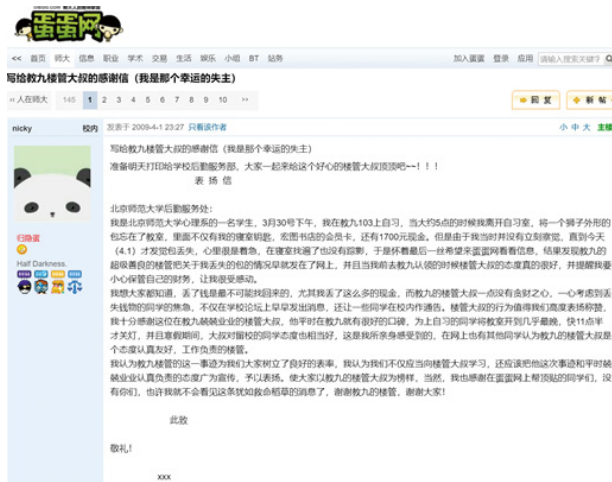 蛋蛋网
<< 首页 师大 信息 职业 学术 交易 生活 娱乐 小组 BT 站务 加入蛋蛋 登录 应用 请输入搜索关键字
写给教九楼管大叔的感谢信（我是那个幸运的失主）
‹‹ 人在师大 145 1 2 3 4 5 6 7 8 9 10 ›› 回 复 新 帖
nicky 校内 发表于 2009-4-1 23:27 只看该作者 小 中 大 主楼
写给教九楼管大叔的感谢信（我是那个幸运的失主）
准备明天打印给学校后勤服务部，大家一起来给这个好心的楼管大叔顶顶吧~~！！！
表 扬 信
北京师范大学后勤服务处：
我是北京师范大学心理系的一名学生，3月30号下午，我在教九103上自习，当大约5点的时候我离开自习室，将一个狮子外形的
包忘在了教室，里面不仅有我的寝室钥匙，宏图书店的会员卡，还有1700元现金。但是由于我当时并没有立刻察觉，直到今天
（4.1）才发觉包丢失，心里很是着急，在寝室找遍了也没有踪影，于是怀着最后一丝希望来蛋蛋网看看信息，结果发现教九的
超级善良的楼管把关于我丢失的包的情况早就发在了网上，并且当我前去教九认领的时候楼管大叔的态度真的很好，并提醒我要
小心保管自己的财务，让我很受感动。
我想大家都知道，丢了钱是最不可能找回来的，尤其我丢了这么多的现金，而教九的楼管大叔一点没有贪财之心，一心考虑到丢
失钱物的同学的焦急，不仅在学校论坛上早早发出消息，还让一些同学在校内作通告。楼管大叔的行为值得我们高度表扬称赞。
我十分感谢这位在教九兢兢业业的楼管大叔，他平时在教九就有很好的口碑，为上自习的同学将教室开到几乎最晚，快11点半
才关灯，并且寒假期间，大叔对留校的同学态度也相当好，这是我所亲身感受到的，在网上也有其他同学认为教九的楼管大叔是
个态度认真友好，工作负责的楼管。
我认为教九楼管的这一事迹为我们大家树立了良好的表率，我认为我们不仅应当向楼管大叔学习，还应该把他这次事迹和平时兢
兢业业认真负责的态度广为宣传，予以表扬。使大家以教九的楼管大叔为榜样，当然，我也感谢在蛋蛋网上帮顶贴的同学们，没
有你们，也许我就不会看见这条犹如救命稻草的消息了，谢谢教九的楼管，谢谢大家！
此致
敬礼！
xxx
归隐蛋
Half Darkness.